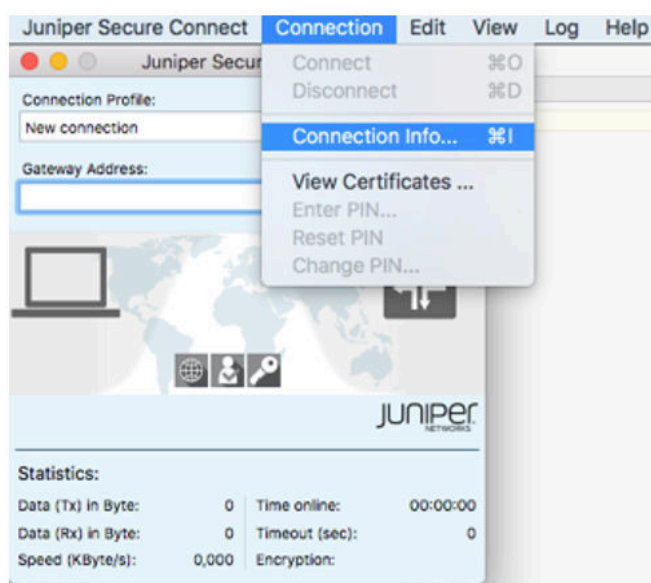 Juniper Secure Connect Connection Edit View Log Help
Juniper Secu
Connect ⌘O
Disconnect ⌘D
Connection Info... ⌘I
View Certificates ...
Enter PIN...
Reset PIN
Change PIN...
Connection Profile:
New connection
Gateway Address:
JUNIPER
NETWORKS
Statistics:
Data (Tx) in Byte: 0 Time online: 00:00:00
Data (Rx) in Byte: 0 Timeout (sec): 0
Speed (KByte/s): 0,000 Encryption: